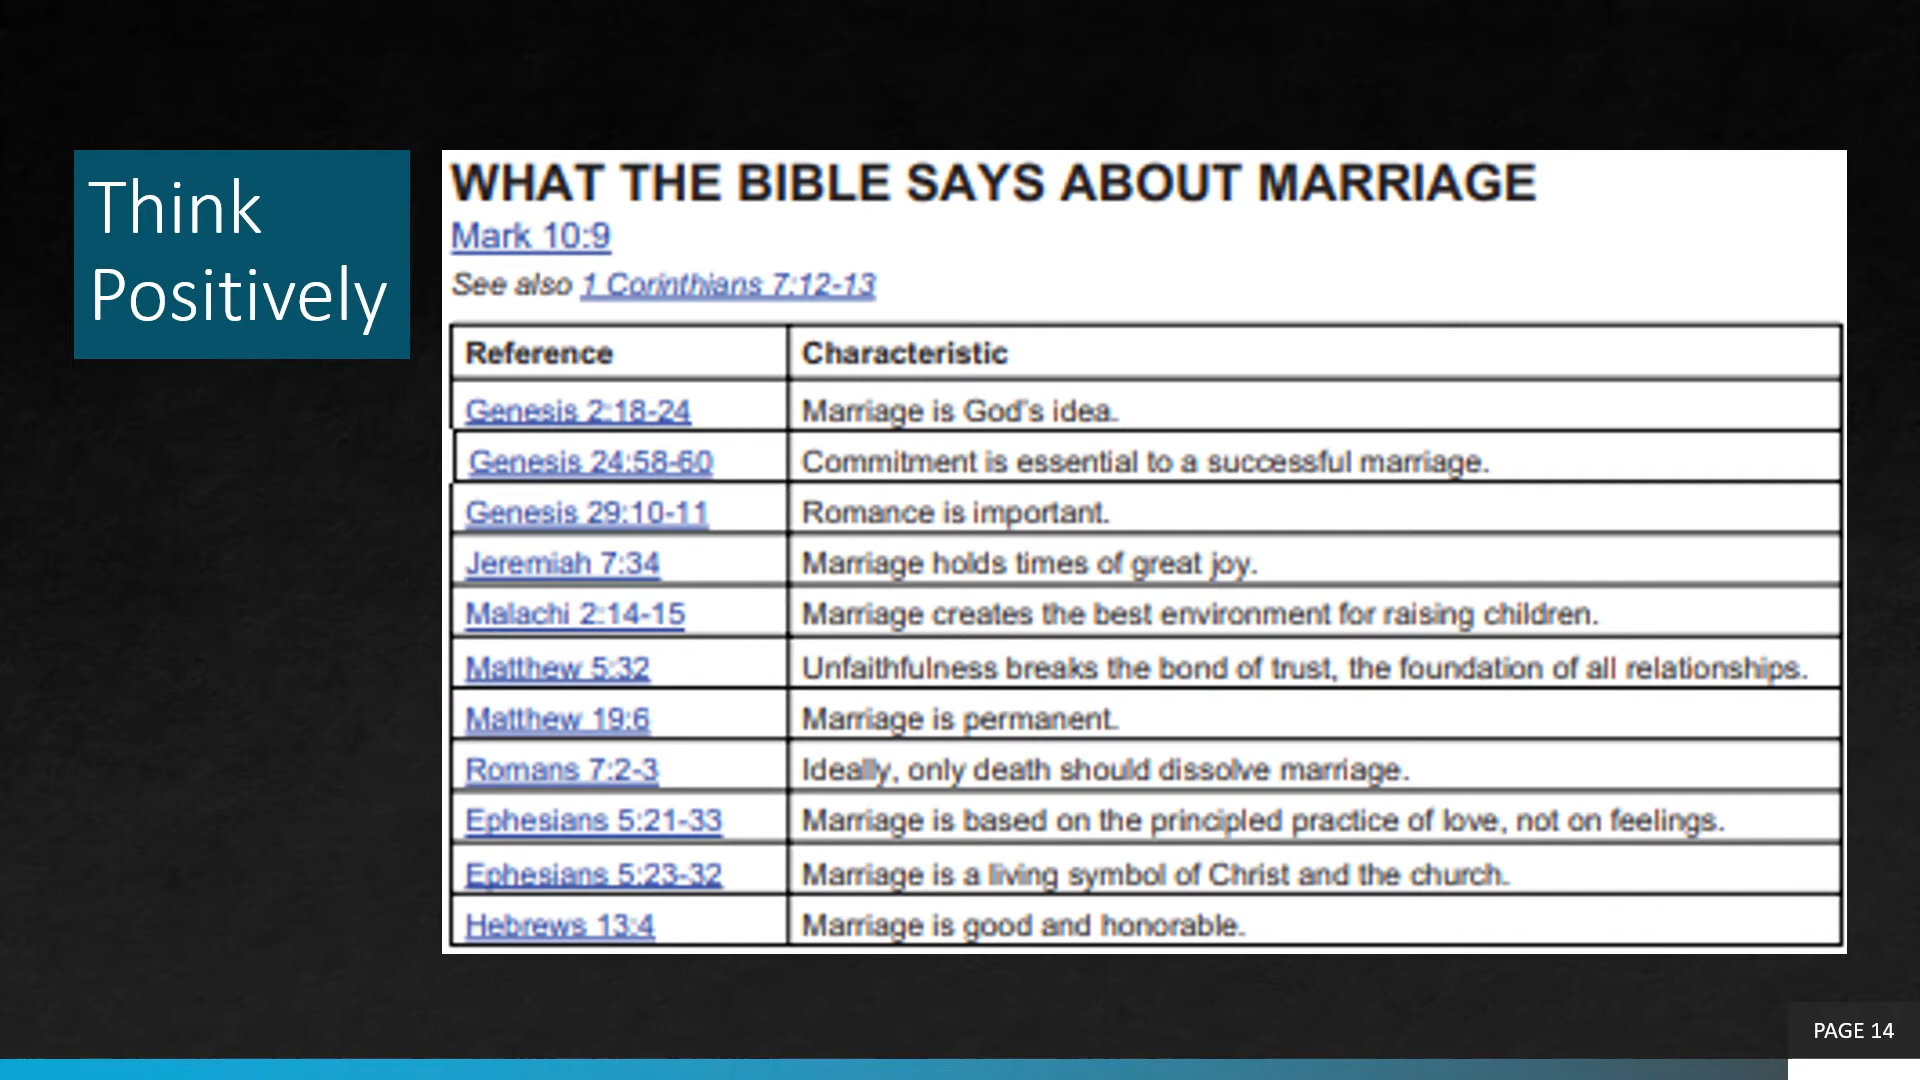 Think
Positively
WHAT THE BIBLE SAYS ABOUT MARRIAGE
Mark 10:9
See also 1 Corinthians 7:12-13
Reference Characteristic
Genesis 2:18-24 Marriage is God's idea.
Genesis 24:58-60 Commitment is essential to a successful marriage.
Genesis 29:10-11 Romance is important.
Jeremiah 7:34 Marriage holds times of great joy.
Malachi 2:14-15 Marriage creates the best environment for raising children.
Matthew 5:32 Unfaithfulness breaks the bond of trust, the foundation of all relationships.
Matthew 19:6 Marriage is permanent.
Romans 7:2-3 Ideally, only death should dissolve marriage.
Ephesians 5:21-33 Marriage is based on the principled practice of love, not on feelings.
Ephesians 5:23-32 Marriage is a living symbol of Christ and the church.
Hebrews 13:4 Marriage is good and honorable.
PAGE 14